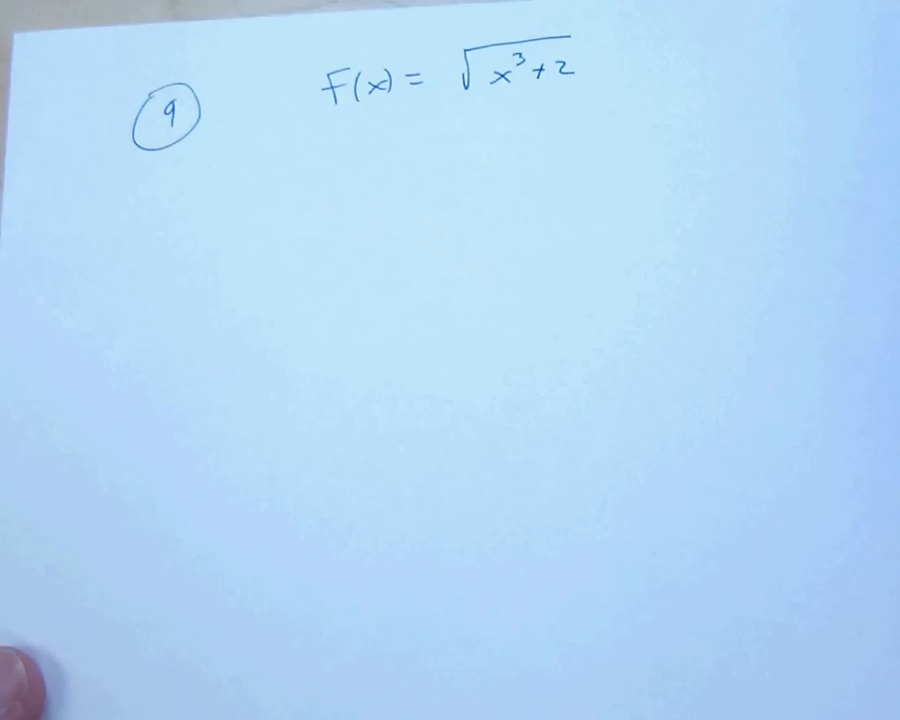 9 F(x) = √(x³+2)